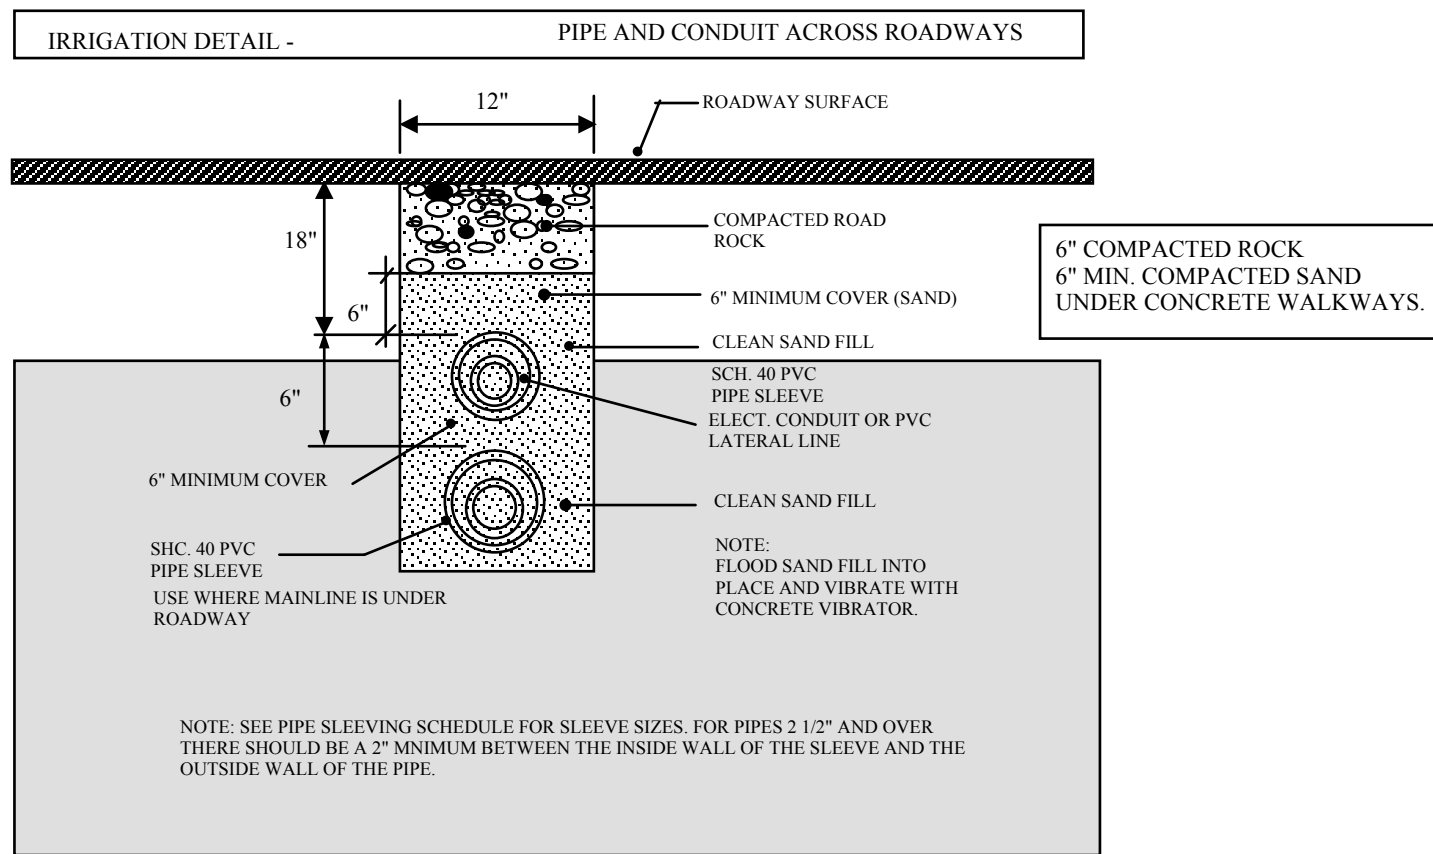 IRRIGATION DETAIL -
PIPE AND CONDUIT ACROSS ROADWAYS
12"
ROADWAY SURFACE
18"
COMPACTED ROAD
ROCK
6" COMPACTED ROCK
6" MIN. COMPACTED SAND
UNDER CONCRETE WALKWAYS.
6"
6" MINIMUM COVER (SAND)
CLEAN SAND FILL
SCH. 40 PVC
PIPE SLEEVE
6"
ELECT. CONDUIT OR PVC
LATERAL LINE
6" MINIMUM COVER
CLEAN SAND FILL
SHC. 40 PVC
PIPE SLEEVE
USE WHERE MAINLINE IS UNDER
ROADWAY
NOTE:
FLOOD SAND FILL INTO
PLACE AND VIBRATE WITH
CONCRETE VIBRATOR.
NOTE: SEE PIPE SLEEVING SCHEDULE FOR SLEEVE SIZES. FOR PIPES 2 1/2" AND OVER
THERE SHOULD BE A 2" MNIMUM BETWEEN THE INSIDE WALL OF THE SLEEVE AND THE
OUTSIDE WALL OF THE PIPE.